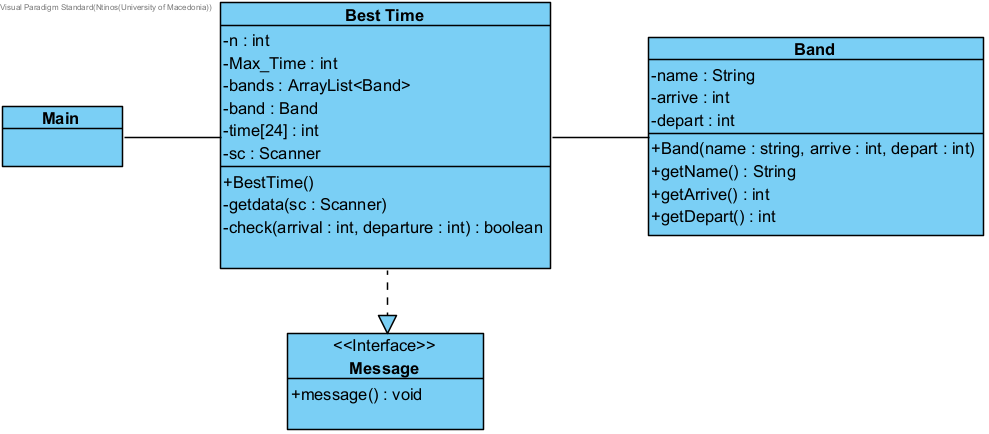 Visual Paradigm Standard(Ntinos(University of Macedonia))
Main
Best Time
-n : int
-Max_Time : int
-bands : ArrayList<Band>
-band : Band
-time[24] : int
-sc : Scanner
+BestTime()
-getdata(sc : Scanner)
-check(arrival : int, departure : int) : boolean
Band
-name : String
-arrive : int
-depart : int
+Band(name : string, arrive : int, depart : int)
+getName() : String
+getArrive() : int
+getDepart() : int
<<Interface>>
Message
+message() : void